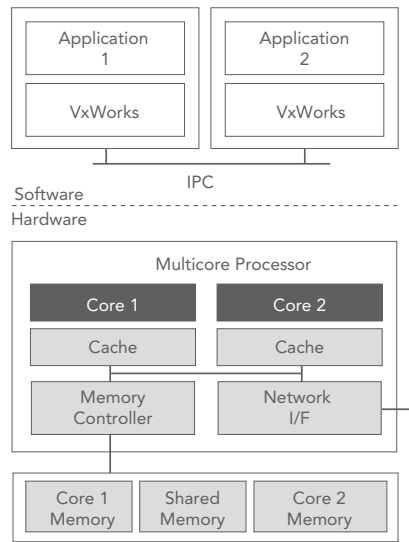 Application
1
Application
2
VxWorks
VxWorks
IPC
Software
Hardware
Multicore Processor
Core 1
Core 2
Cache
Cache
Memory
Controller
Network
I/F
Core 1
Memory
Shared
Memory
Core 2
Memory